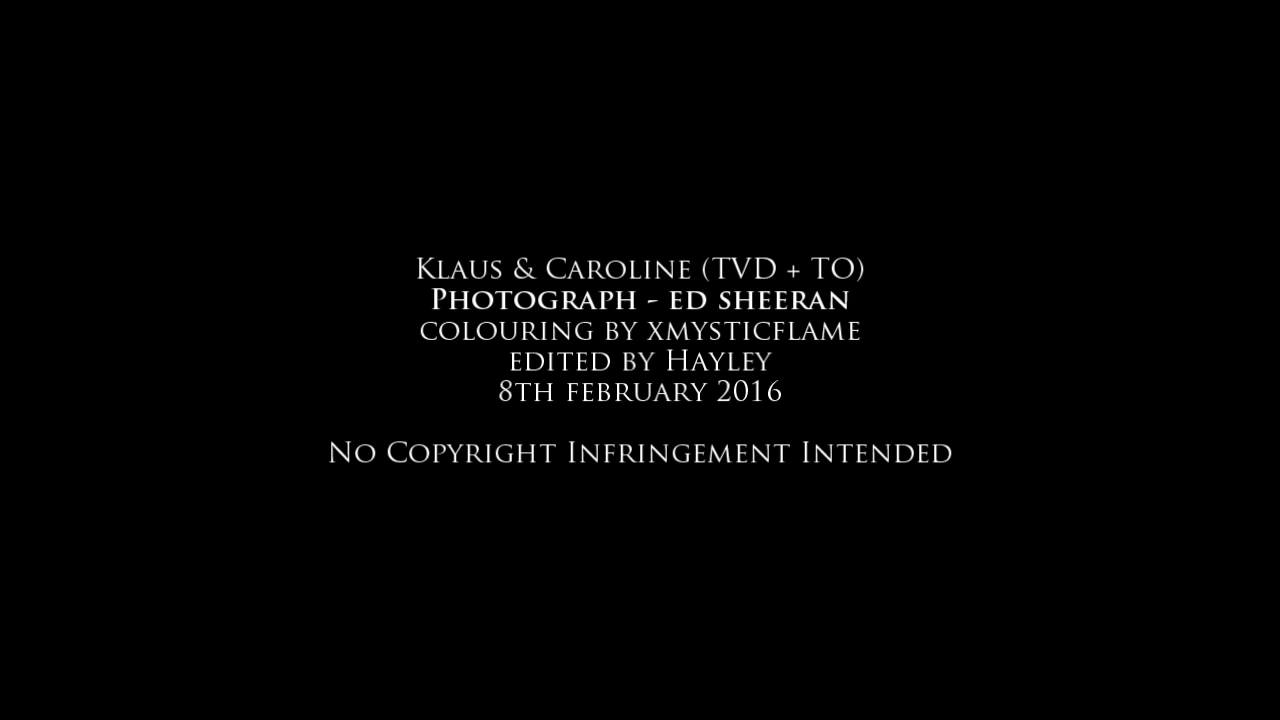 Klaus & Caroline (TVD + TO)
Photograph - ed sheeran
colouring by xmysticflame
edited by Hayley
8th february 2016
No Copyright Infringement Intended